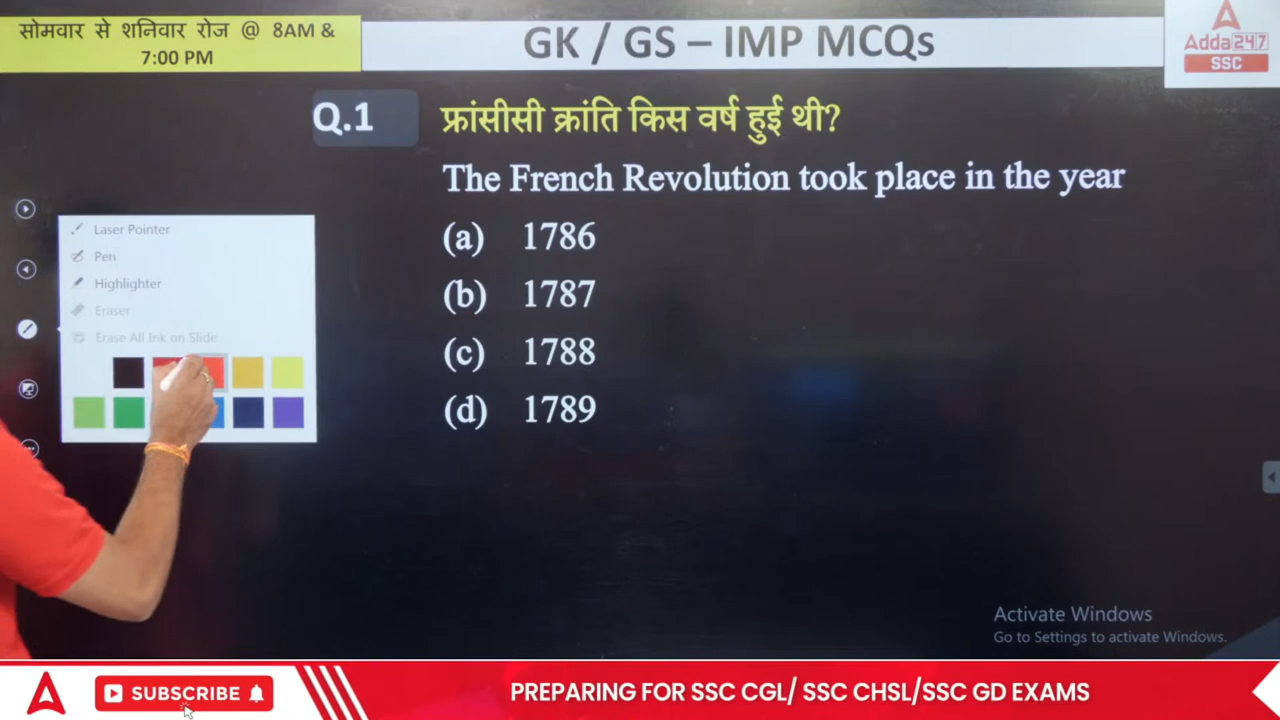 सोमवार से शनिवार रोज @ 8AM &
7:00 PM
GK / GS – IMP MCQs
Adda247
SSC
Q.1
फ्रांसीसी क्रांति किस वर्ष हुई थी?
The French Revolution took place in the year
(a) 1786
(b) 1787
(c) 1788
(d) 1789
Laser Pointer
Pen
Highlighter
Eraser
Erase All Ink on Slide
Activate Windows
Go to Settings to activate Windows.
SUBSCRIBE
PREPARING FOR SSC CGL/ SSC CHSL/SSC GD EXAMS